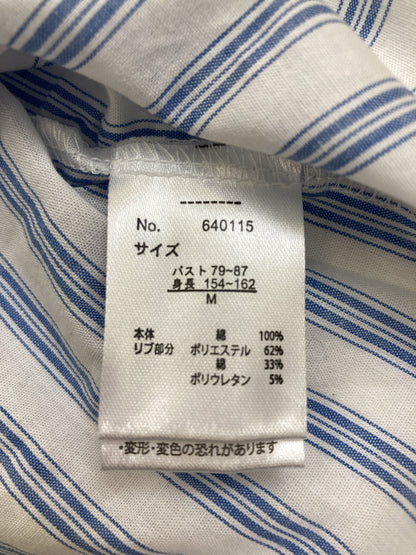 No. 640115
サイズ
バスト 79~87
身長 154~162
M
本体 綿 100%
リブ部分 ポリエステル 62%
綿 33%
ポリウレタン 5%
・変形・変色の恐れがあります